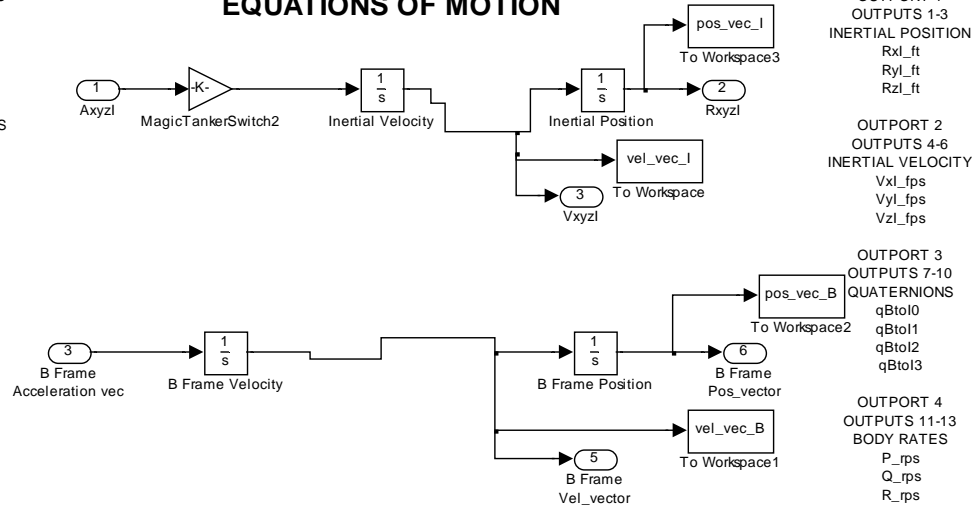 EQUATIONS OF MOTION
pos_vec_I
To Workspace3
1
AxyzI
-K-
MagicTankerSwitch2
1
s
Inertial Velocity
1
s
Inertial Position
2
RxyzI
vel_vec_I
To Workspace
3
VxyzI
3
B Frame
Acceleration vec
1
s
B Frame Velocity
1
s
B Frame Position
pos_vec_B
To Workspace2
6
B Frame
Pos_vector
vel_vec_B
To Workspace1
5
B Frame
Vel_vector
OUTPUTS 1-3
INERTIAL POSITION
RxI_ft
RyI_ft
RzI_ft
OUTPORT 2
OUTPUTS 4-6
INERTIAL VELOCITY
VxI_fps
VyI_fps
VzI_fps
OUTPORT 3
OUTPUTS 7-10
QUATERNIONS
qBtoI0
qBtoI1
qBtoI2
qBtoI3
OUTPORT 4
OUTPUTS 11-13
BODY RATES
P_rps
Q_rps
R_rps
S